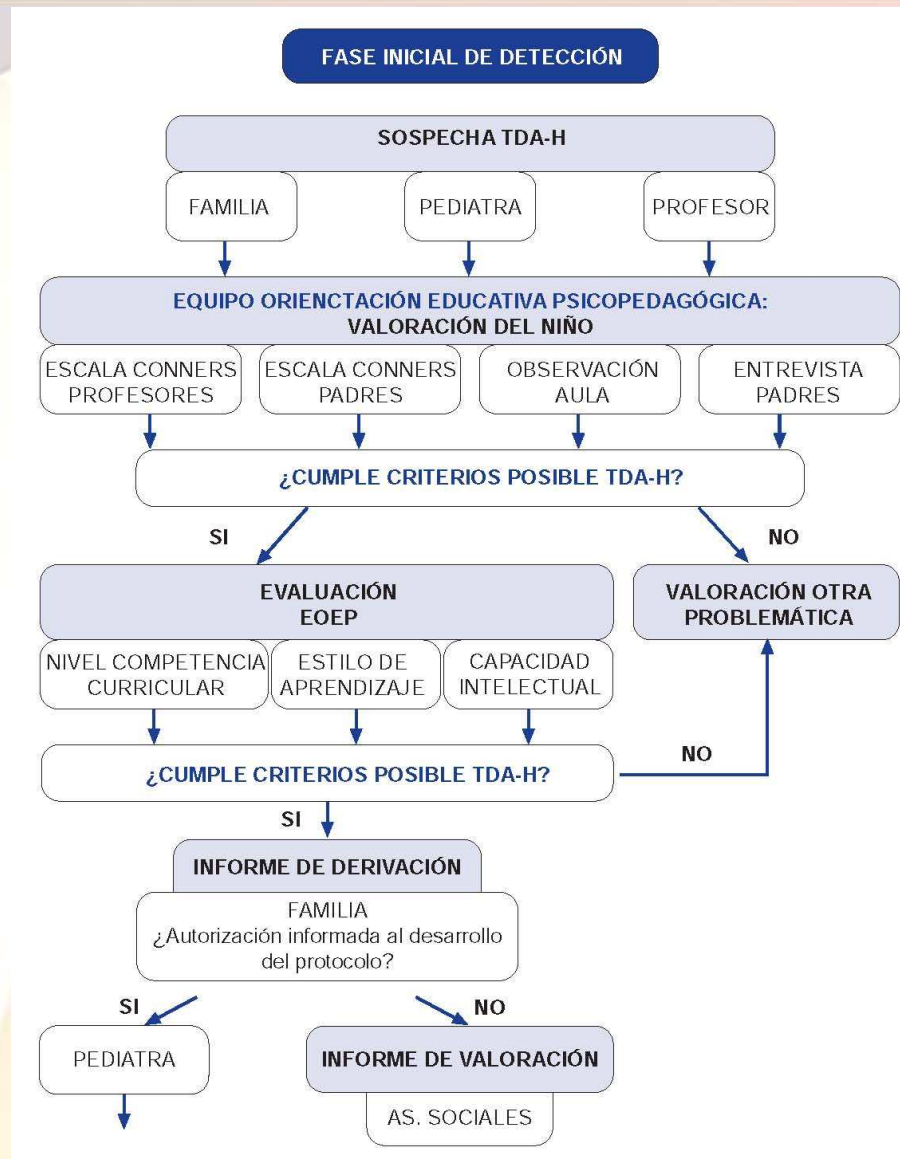 FASE INICIAL DE DETECCIÓN
SOSPECHA TDA-H
FAMILIA
PEDIATRA
PROFESOR
EQUIPO ORIENCTACIÓN EDUCATIVA PSICOPEDAGÓGICA:
VALORACIÓN DEL NIÑO
ESCALA CONNERS
PROFESORES
ESCALA CONNERS
PADRES
OBSERVACIÓN
AULA
ENTREVISTA
PADRES
¿CUMPLE CRITERIOS POSIBLE TDA-H?
SI
NO
EVALUACIÓN
EOEP
VALORACIÓN OTRA
PROBLEMÁTICA
NIVEL COMPETENCIA
CURRICULAR
ESTILO DE
APRENDIZAJE
CAPACIDAD
INTELECTUAL
¿CUMPLE CRITERIOS POSIBLE TDA-H?
NO
SI
INFORME DE DERIVACIÓN
FAMILIA
¿Autorización informada al desarrollo
del protocolo?
SI
NO
PEDIATRA
INFORME DE VALORACIÓN
AS. SOCIALES